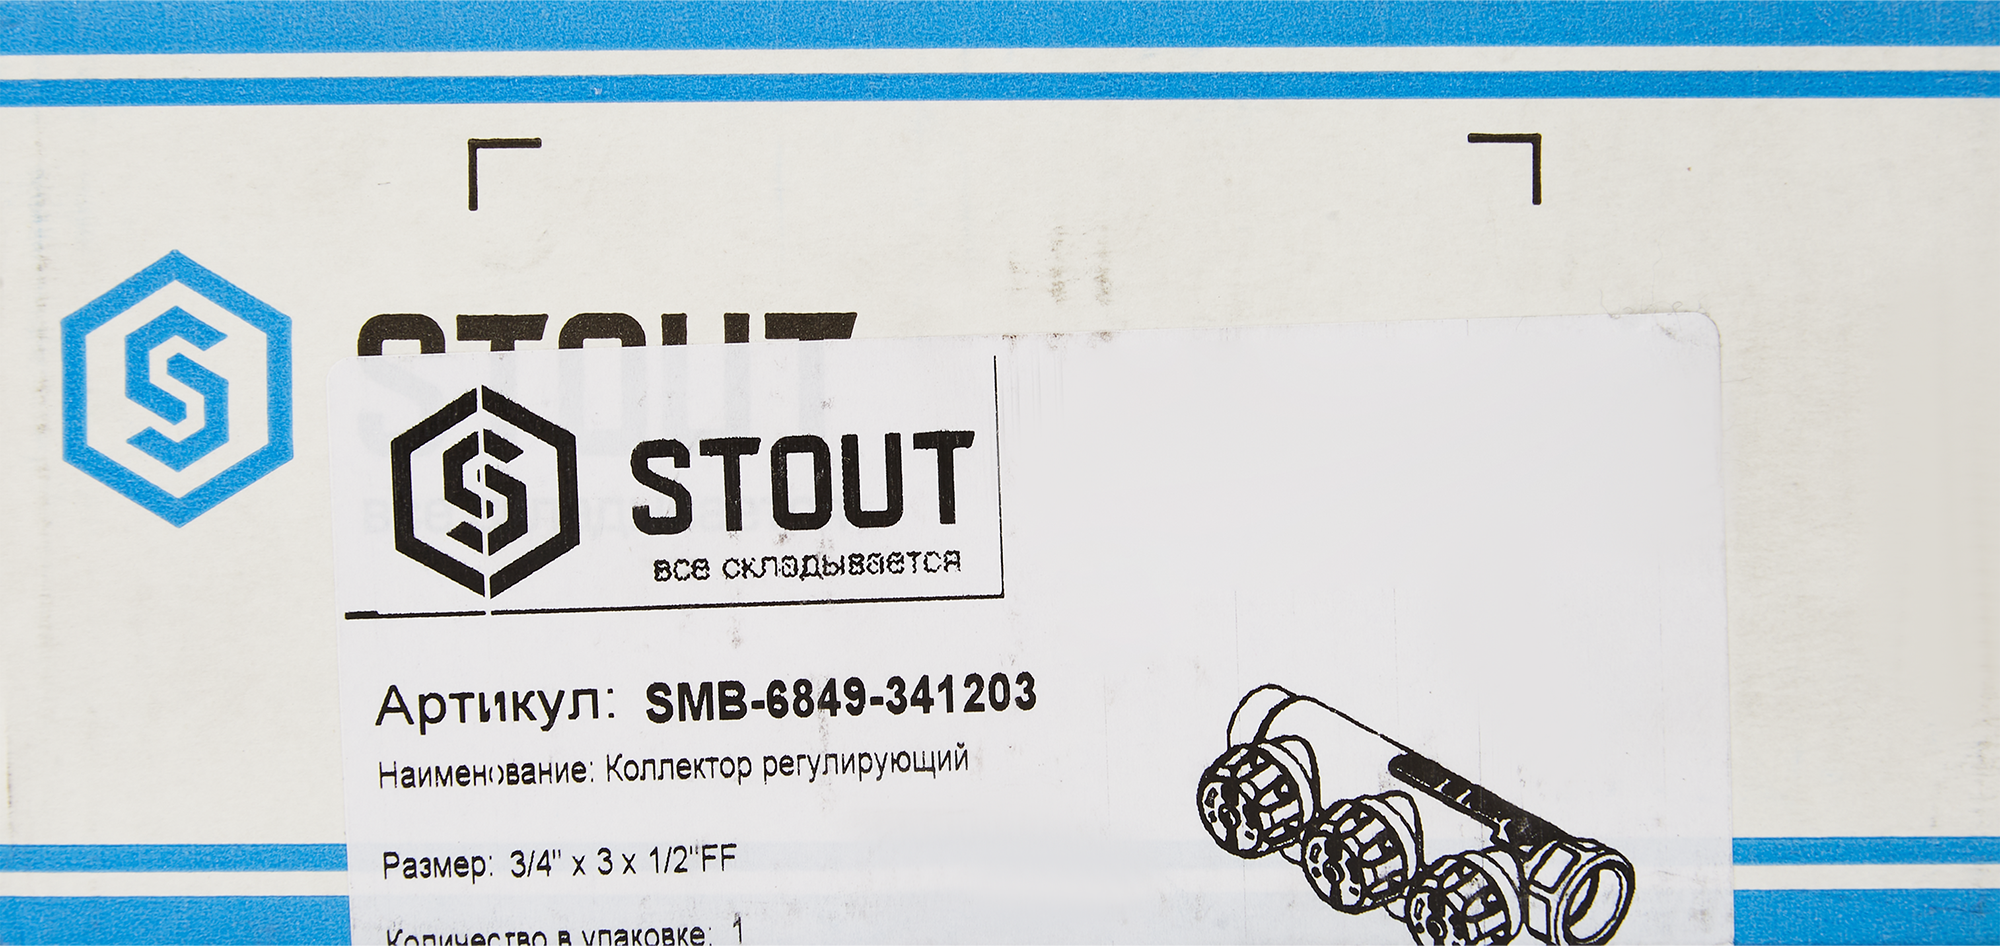 STOUT
STOUT
все складывается
Артикул: SMB-6849-341203
Наименование: Коллектор регулирующий
Размер: 3/4" x 3 x 1/2"FF
Количество в упаковке: 1